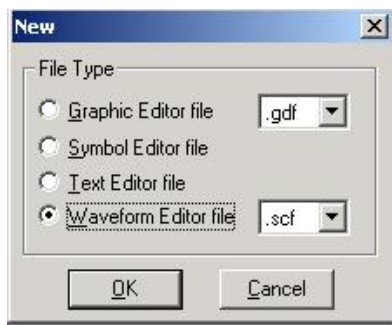 New
File Type
Graphic Editor file .gdf
Symbol Editor file
Text Editor file
Waveform Editor file .scf
OK Cancel